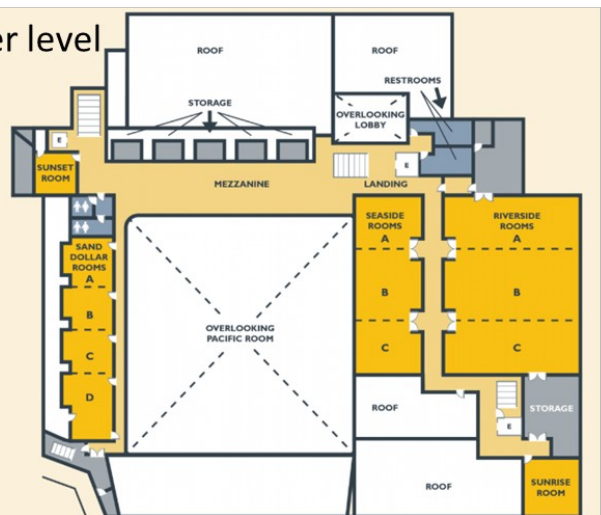 er level
ROOF
ROOF
RESTROOMS
STORAGE
OVERLOOKING
LOBBY
E
E
SUNSET
ROOM
MEZZANINE
LANDING
SEASIDE
ROOMS
A
B
C
RIVERSIDE
ROOMS
A
B
C
SAND
DOLLAR
ROOMS
A
B
C
D
OVERLOOKING
PACIFIC ROOM
ROOF
E
STORAGE
ROOF
SUNRISE
ROOM